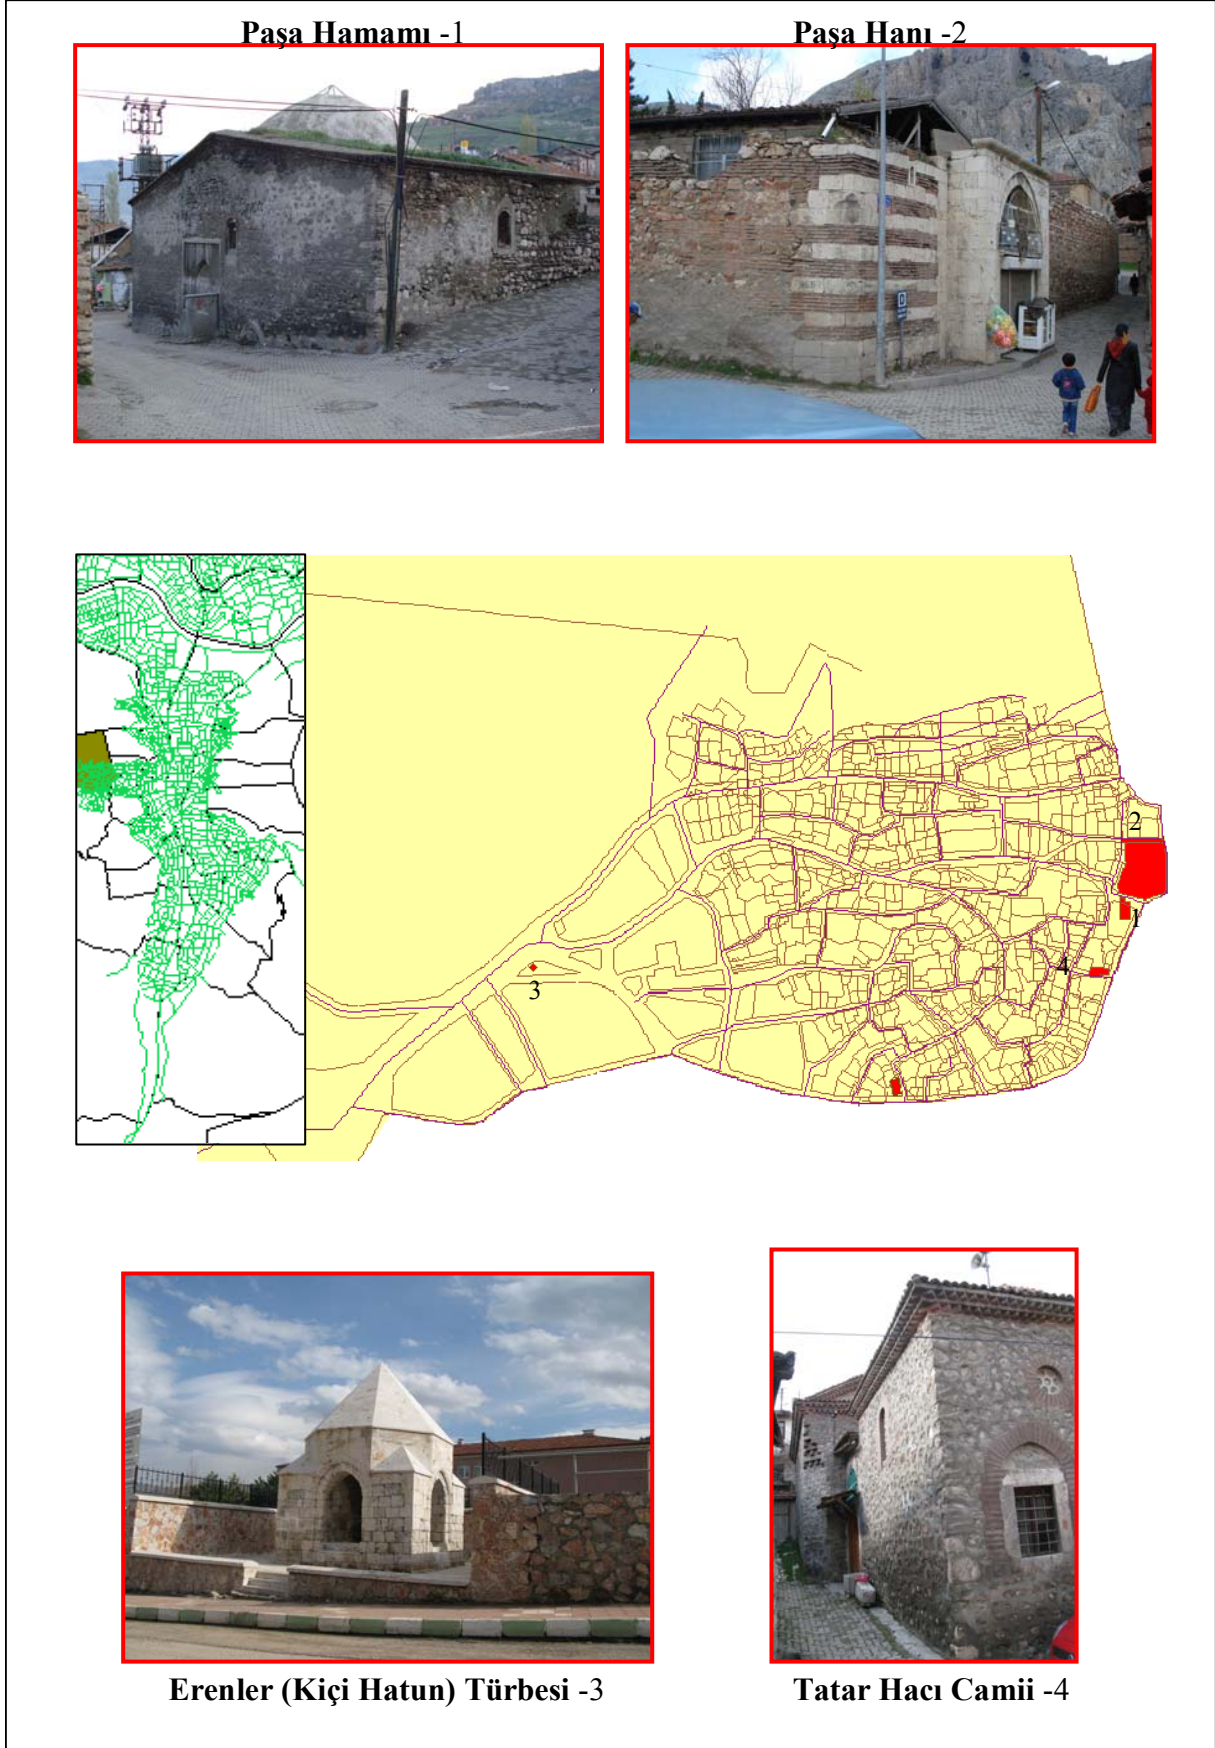 Paşa Hamamı -1
Paşa Hanı -2
2
1
4
3
Erenler (Kiçi Hatun) Türbesi -3
Tatar Hacı Camii -4